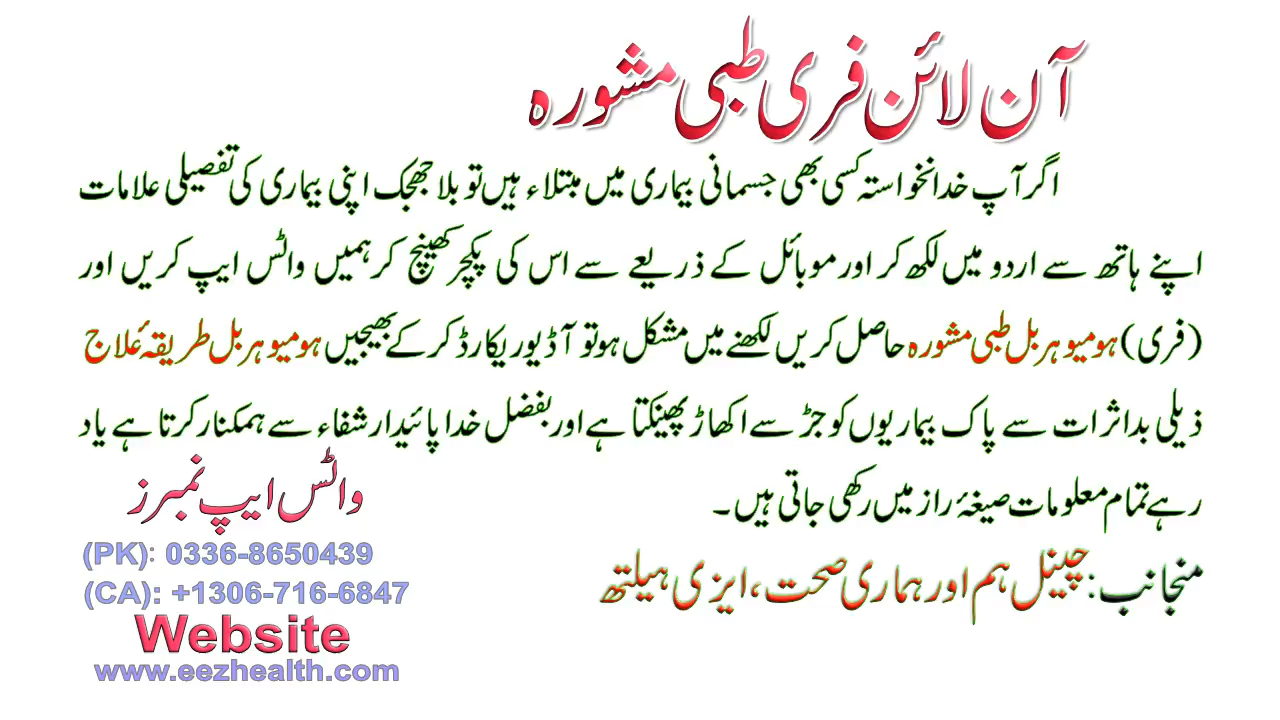 آن لائن فری طبی مشورہ
اگر آپ خدانخواستہ کسی بھی جسمانی بیماری میں مبتلاء ہیں تو بلا جھجک اپنی بیماری کی تفصیلی علامات
اپنے ہاتھ سے اردو میں لکھ کر اور موبائل کے ذریعے سے اس کی پکچر کھینچ کر ہمیں واٹس ایپ کریں اور
(فری) ہومیو ہربل طبی مشورہ حاصل کریں لکھنے میں مشکل ہو تو آڈیو ریکارڈ کر کے بھیجیں ہومیو ہربل طریقہ علاج
ذیلی بداثرات سے پاک بیماریوں کو جڑ سے اکھاڑ پھینکتا ہے اور بفضل خدا پائیدار شفاء سے ہمکنار کرتا ہے یاد
رہے تمام معلومات صیغۂ راز میں رکھی جاتی ہیں۔
منجانب: چینل ہم اور ہماری صحت، ایزی ہیلتھ
واٹس ایپ نمبرز
(PK): 0336-8650439
(CA): +1306-716-6847
Website
www.eezhealth.com